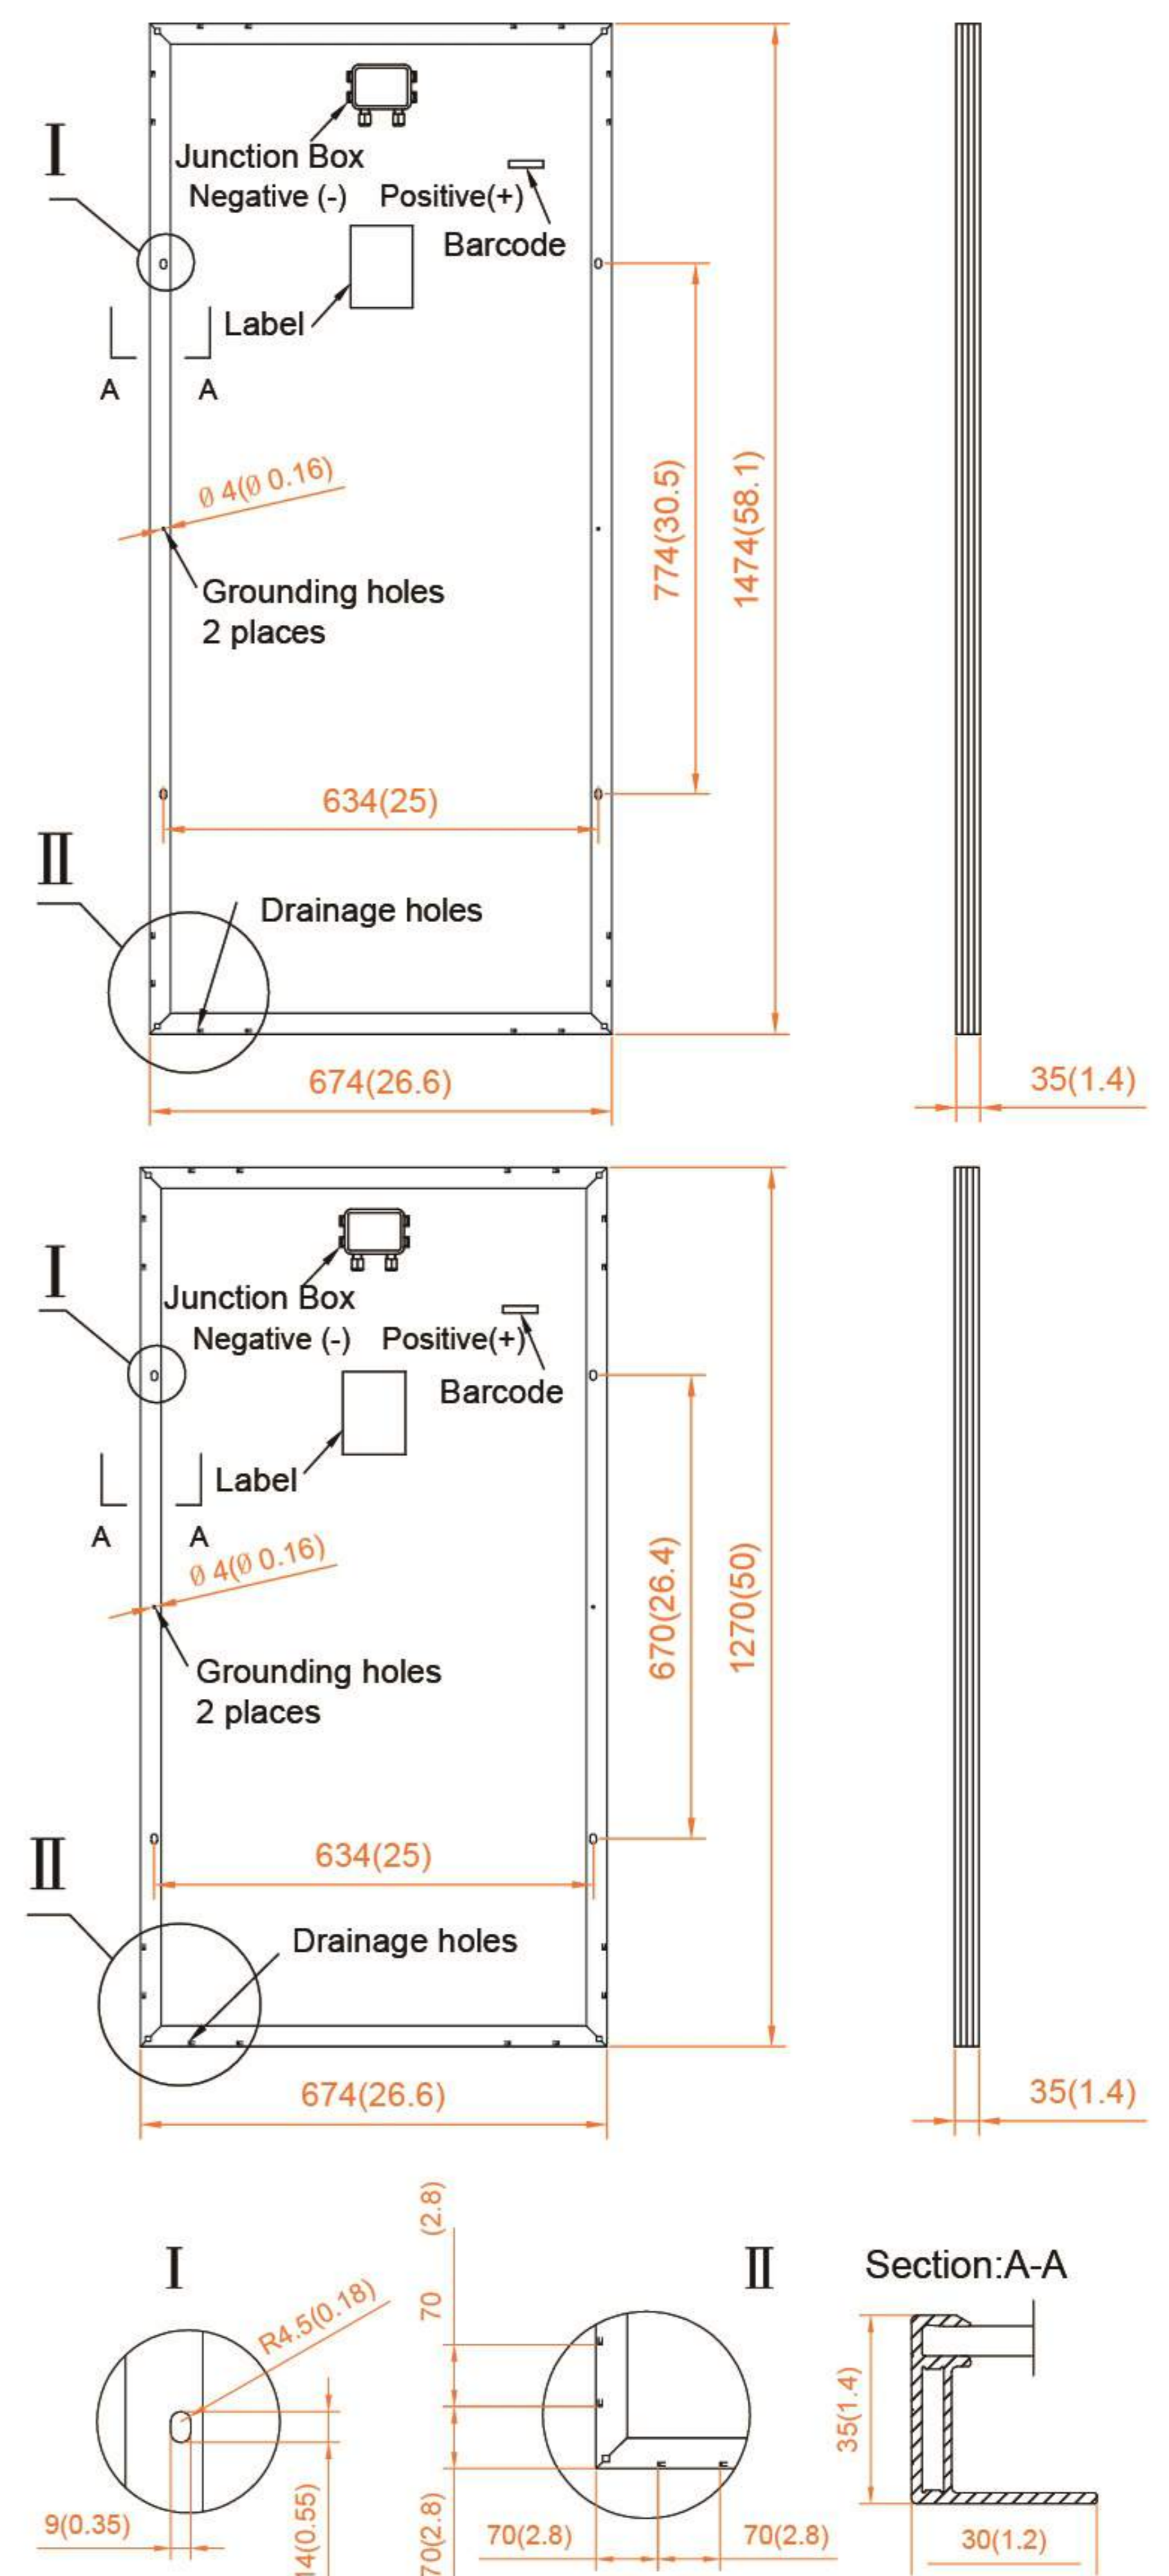 I
Junction Box
Negative (-) Positive(+)
Barcode
Label
A A
Ø 4(Ø 0.16)
Grounding holes
2 places
774(30.5)
1474(58.1)
634(25)
II
Drainage holes
674(26.6)
35(1.4)
I
Junction Box
Negative (-) Positive(+)
Barcode
Label
A A
Ø 4(Ø 0.16)
Grounding holes
2 places
670(26.4)
1270(50)
634(25)
II
Drainage holes
674(26.6)
35(1.4)
I
R4.5(0.18)
9(0.35)
14(0.55)
II
70 (2.8)
70(2.8)
70(2.8)
70(2.8)
Section:A-A
35(1.4)
30(1.2)